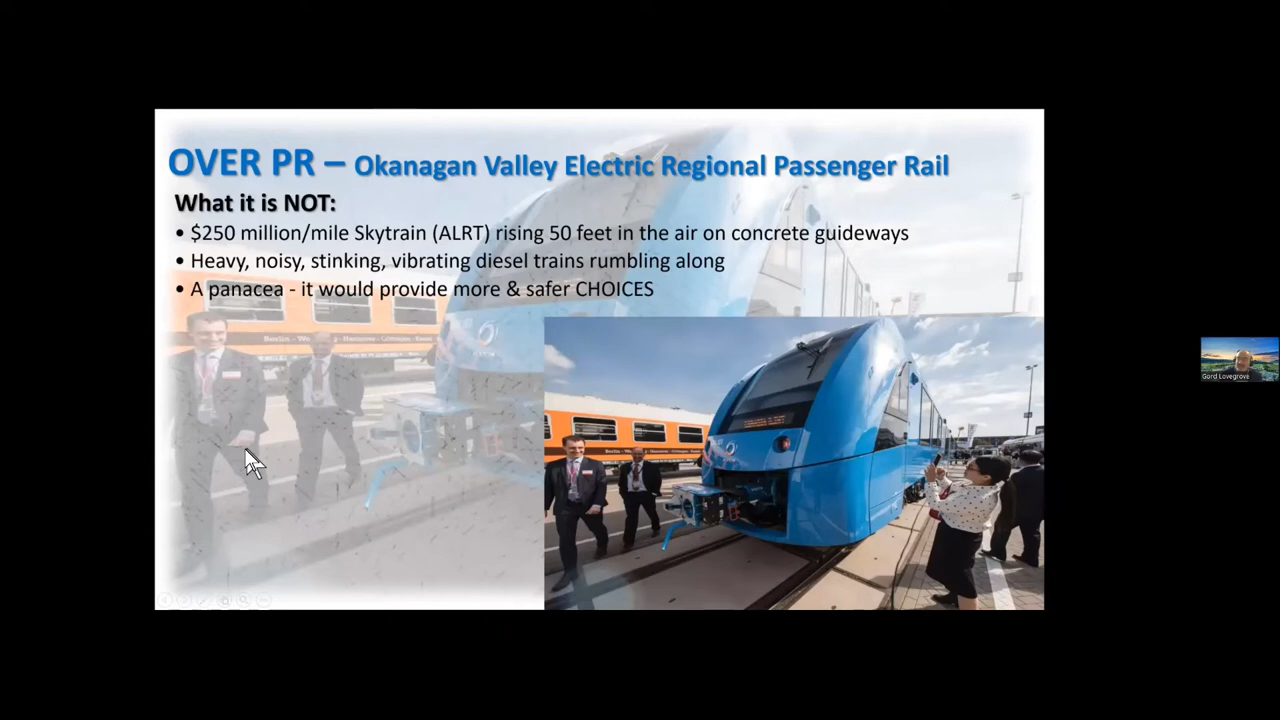 OVER PR – Okanagan Valley Electric Regional Passenger Rail
What it is NOT:
• $250 million/mile Skytrain (ALRT) rising 50 feet in the air on concrete guideways
• Heavy, noisy, stinking, vibrating diesel trains rumbling along
• A panacea - it would provide more & safer CHOICES
Gord Lovegrove